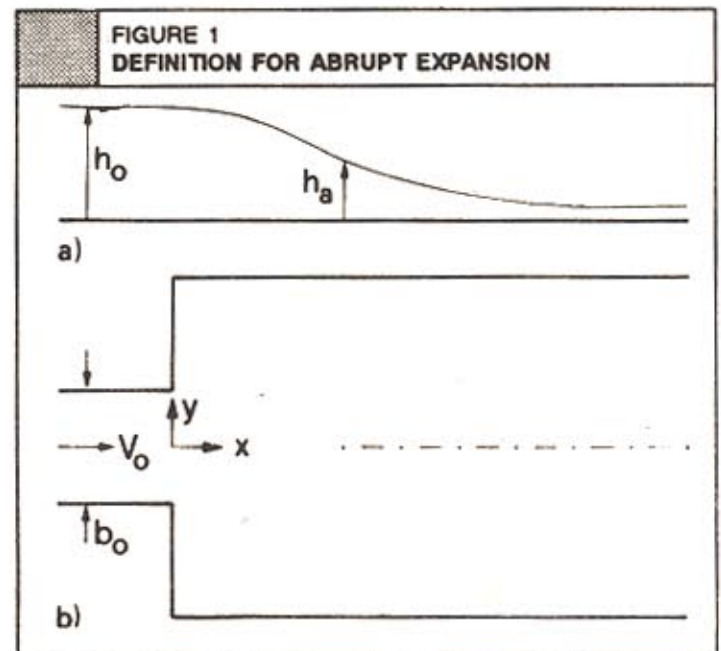 FIGURE 1
DEFINITION FOR ABRUPT EXPANSION
ho
ha
a)
y
Vo
x
bo
b)